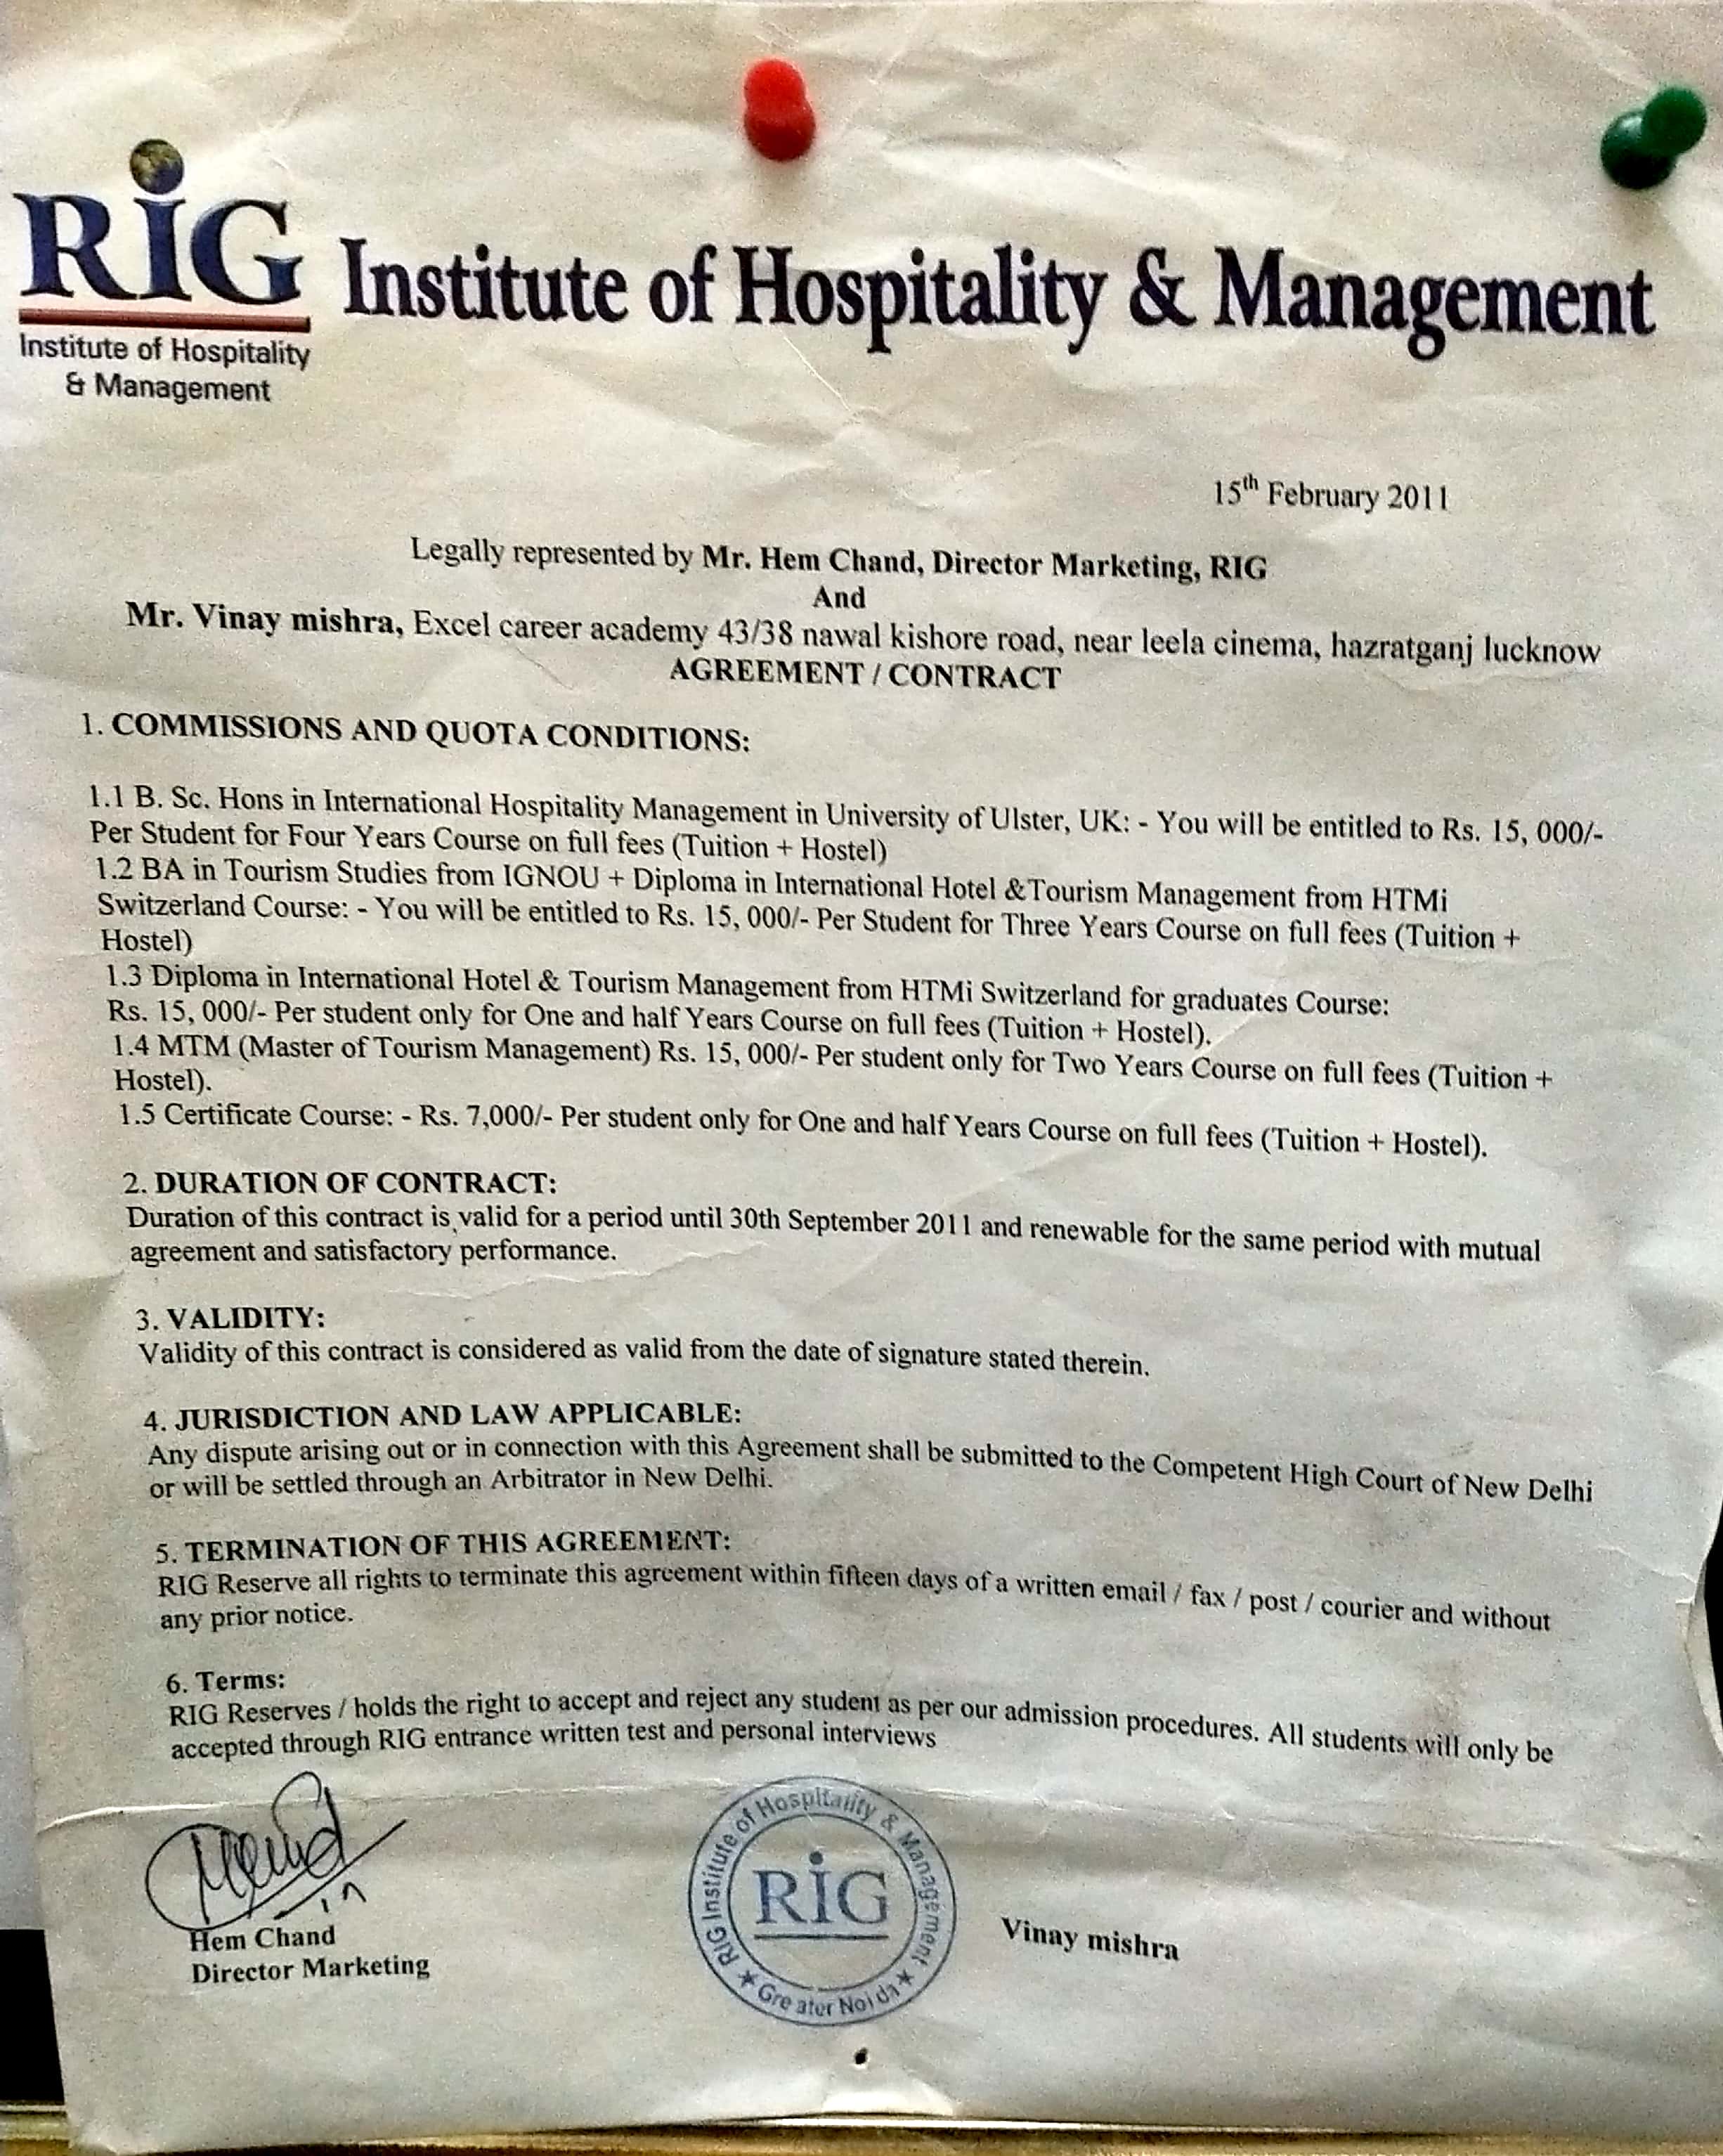 RiG Institute of Hospitality & Management
Institute of Hospitality
& Management
15th February 2011
Legally represented by Mr. Hem Chand, Director Marketing, RIG
And
Mr. Vinay mishra, Excel career academy 43/38 nawal kishore road, near leela cinema, hazratganj lucknow
AGREEMENT / CONTRACT
1. COMMISSIONS AND QUOTA CONDITIONS:
1.1 B. Sc. Hons in International Hospitality Management in University of Ulster, UK: - You will be entitled to Rs. 15, 000/-
Per Student for Four Years Course on full fees (Tuition + Hostel)
1.2 BA in Tourism Studies from IGNOU + Diploma in International Hotel &Tourism Management from HTMi
Switzerland Course: - You will be entitled to Rs. 15, 000/- Per Student for Three Years Course on full fees (Tuition +
Hostel)
1.3 Diploma in International Hotel & Tourism Management from HTMi Switzerland for graduates Course:
Rs. 15, 000/- Per student only for One and half Years Course on full fees (Tuition + Hostel).
1.4 MTM (Master of Tourism Management) Rs. 15, 000/- Per student only for Two Years Course on full fees (Tuition +
Hostel).
1.5 Certificate Course: - Rs. 7,000/- Per student only for One and half Years Course on full fees (Tuition + Hostel).
2. DURATION OF CONTRACT:
Duration of this contract is valid for a period until 30th September 2011 and renewable for the same period with mutual
agreement and satisfactory performance.
3. VALIDITY:
Validity of this contract is considered as valid from the date of signature stated therein.
4. JURISDICTION AND LAW APPLICABLE:
Any dispute arising out or in connection with this Agreement shall be submitted to the Competent High Court of New Delhi
or will be settled through an Arbitrator in New Delhi.
5. TERMINATION OF THIS AGREEMENT:
RIG Reserve all rights to terminate this agreement within fifteen days of a written email / fax / post / courier and without
any prior notice.
6. Terms:
RIG Reserves / holds the right to accept and reject any student as per our admission procedures. All students will only be
accepted through RIG entrance written test and personal interviews
Hem Chand
Director Marketing
RIG Institute of Hospitality & Management
RiG
★ Greater Noida ★
Vinay mishra